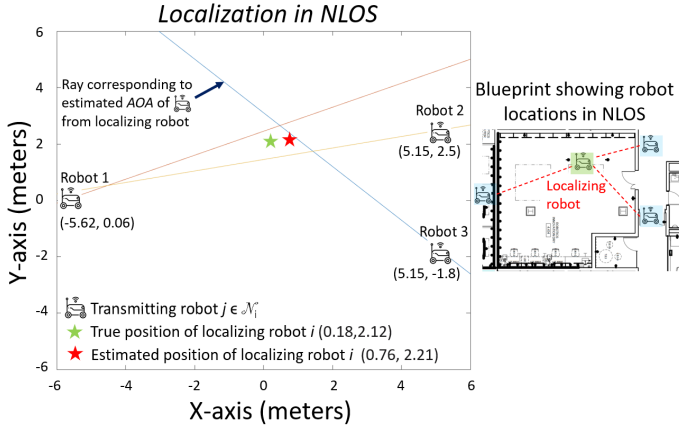 Localization in NLOS
Y-axis (meters)
6
4
2
0
-2
-4
-6
Ray corresponding to
estimated AOA of
from localizing robot
Robot 1
(-5.62, 0.06)
Robot 2
(5.15, 2.5)
Robot 3
(5.15, -1.8)
Transmitting robot j ∈ 𝒩i
True position of localizing robot i (0.18,2.12)
Estimated position of localizing robot i (0.76, 2.21)
-6 -4 -2 0 2 4 6
X-axis (meters)
Blueprint showing robot
locations in NLOS
Localizing
robot